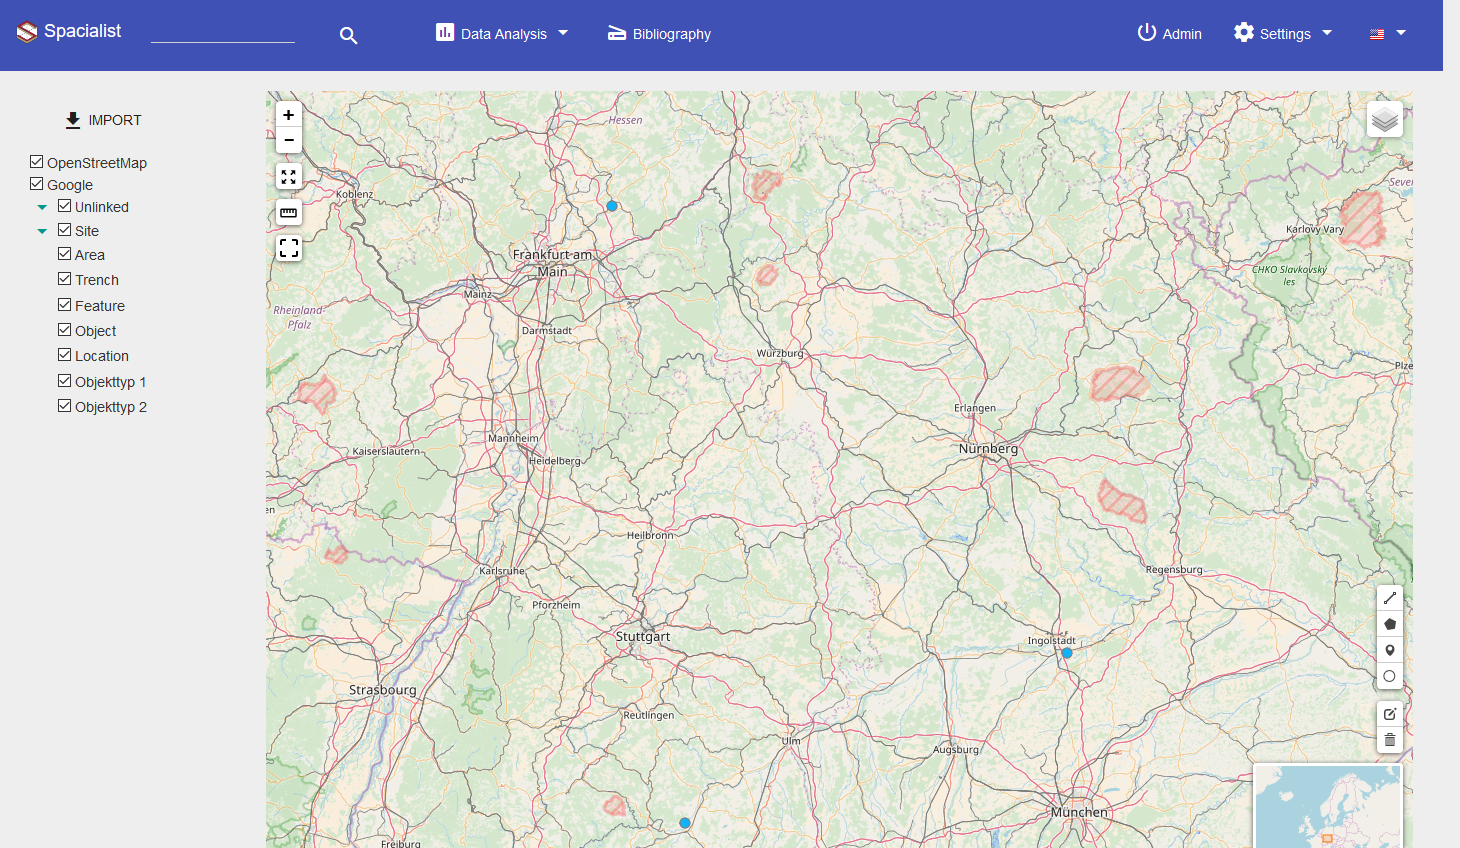 Spacialist
Data Analysis
Bibliography
Admin
Settings
IMPORT
OpenStreetMap
Google
Unlinked
Site
Area
Trench
Feature
Object
Location
Objekttyp 1
Objekttyp 2
+
−
Hessen
Koblenz
Frankfurt am
Main
Mainz
Rheinland-
Pfalz
Darmstadt
Würzburg
Karlovy Vary
Sever
CHKO Slavkovský
les
Plze
Erlangen
Nürnberg
Mannheim
Kaiserslautern
Heidelberg
en
Heilbronn
Karlsruhe
Regensburg
Pforzheim
Stuttgart
Ingolstadt
Strasbourg
Reutlingen
Ulm
Augsburg
München
Freiburg